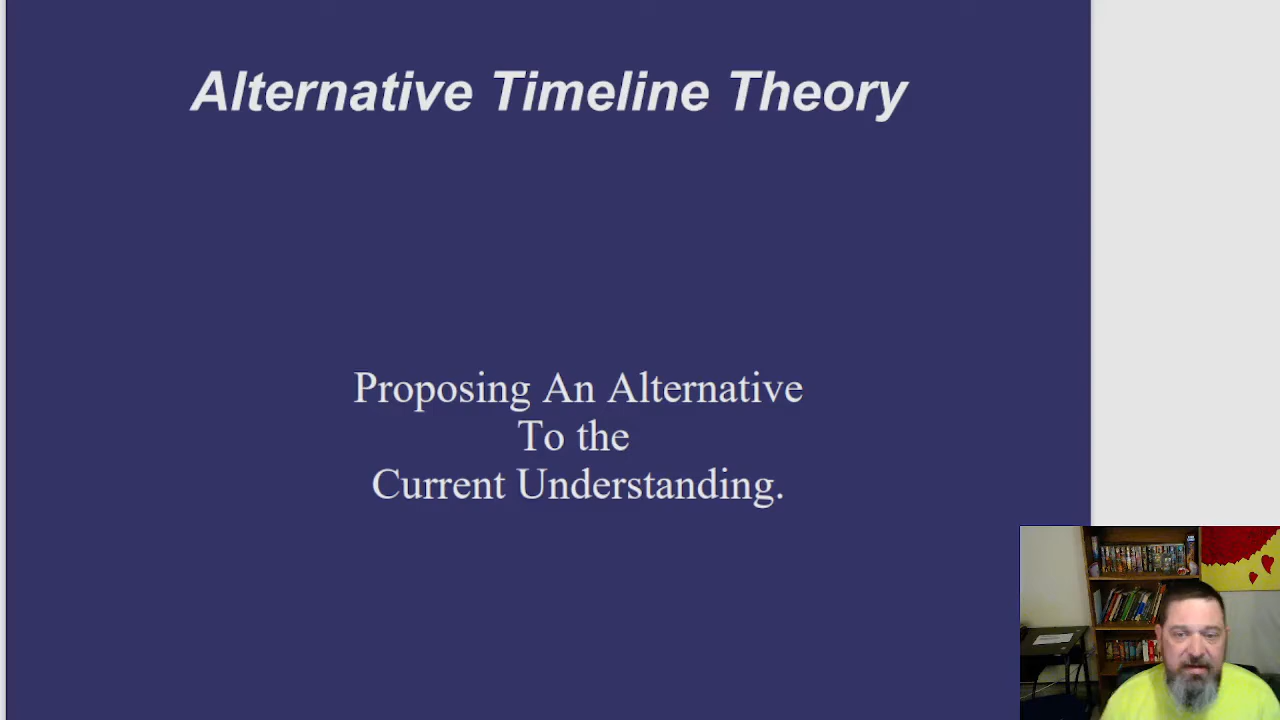 Alternative Timeline Theory
Proposing An Alternative
To the
Current Understanding.